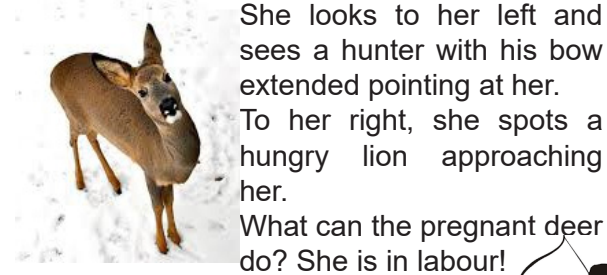 She looks to her left and
sees a hunter with his bow
extended pointing at her.
To her right, she spots a
hungry lion approaching
her.
What can the pregnant deer
do? She is in labour!